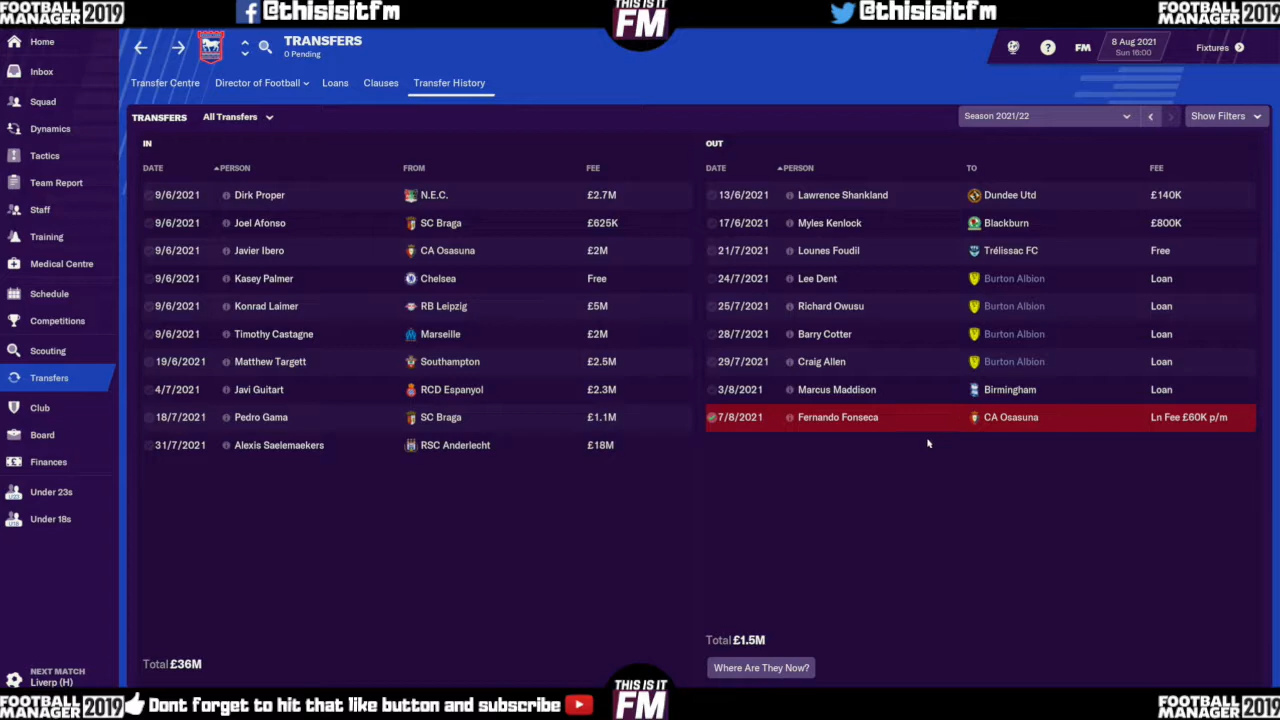 FOOTBALL MANAGER 2019
@thisisitfm
THIS IS IT FM
@thisisitfm
FOOTBALL MANAGER 2019
Home
Inbox
Squad
Dynamics
Tactics
Team Report
Staff
Training
Medical Centre
Schedule
Competitions
Scouting
Transfers
Club
Board
Finances
Under 23s
Under 18s
NEXT MATCH
Liverp (H)
TRANSFERS
0 Pending
FM
8 Aug 2021
Sun 16:00
Fixtures
Transfer Centre Director of Football Loans Clauses Transfer History
TRANSFERS All Transfers
Season 2021/22 Show Filters
IN
DATE PERSON FROM FEE
9/6/2021 Dirk Proper N.E.C. £2.7M
9/6/2021 Joel Afonso SC Braga £625K
9/6/2021 Javier Ibero CA Osasuna £2M
9/6/2021 Kasey Palmer Chelsea Free
9/6/2021 Konrad Laimer RB Leipzig £5M
9/6/2021 Timothy Castagne Marseille £2M
19/6/2021 Matthew Targett Southampton £2.5M
4/7/2021 Javi Guitart RCD Espanyol £2.3M
18/7/2021 Pedro Gama SC Braga £1.1M
31/7/2021 Alexis Saelemaekers RSC Anderlecht £18M
Total £36M
OUT
DATE PERSON TO FEE
13/6/2021 Lawrence Shankland Dundee Utd £140K
17/6/2021 Myles Kenlock Blackburn £800K
21/7/2021 Lounes Foudil Trélissac FC Free
24/7/2021 Lee Dent Burton Albion Loan
25/7/2021 Richard Owusu Burton Albion Loan
28/7/2021 Barry Cotter Burton Albion Loan
29/7/2021 Craig Allen Burton Albion Loan
3/8/2021 Marcus Maddison Birmingham Loan
7/8/2021 Fernando Fonseca CA Osasuna Ln Fee £60K p/m
Total £1.5M
Where Are They Now?
FOOTBALL MANAGER 2019
Dont forget to hit that like button and subscribe
THIS IS IT FM
FOOTBALL MANAGER 2019